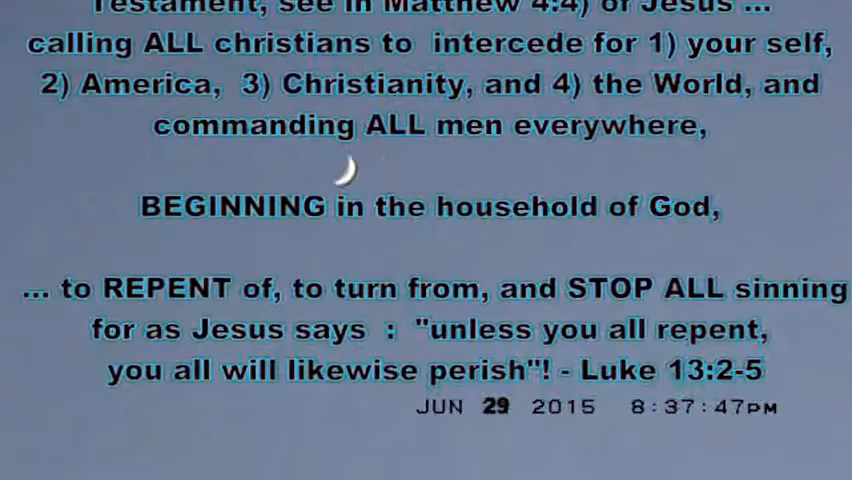 Testament, see in Matthew 4:4) of Jesus ...
calling ALL christians to intercede for 1) your self,
2) America, 3) Christianity, and 4) the World, and
commanding ALL men everywhere,
BEGINNING in the household of God,
... to REPENT of, to turn from, and STOP ALL sinning
for as Jesus says : "unless you all repent,
you all will likewise perish"! - Luke 13:2-5
JUN 29 2015 8:37:47PM